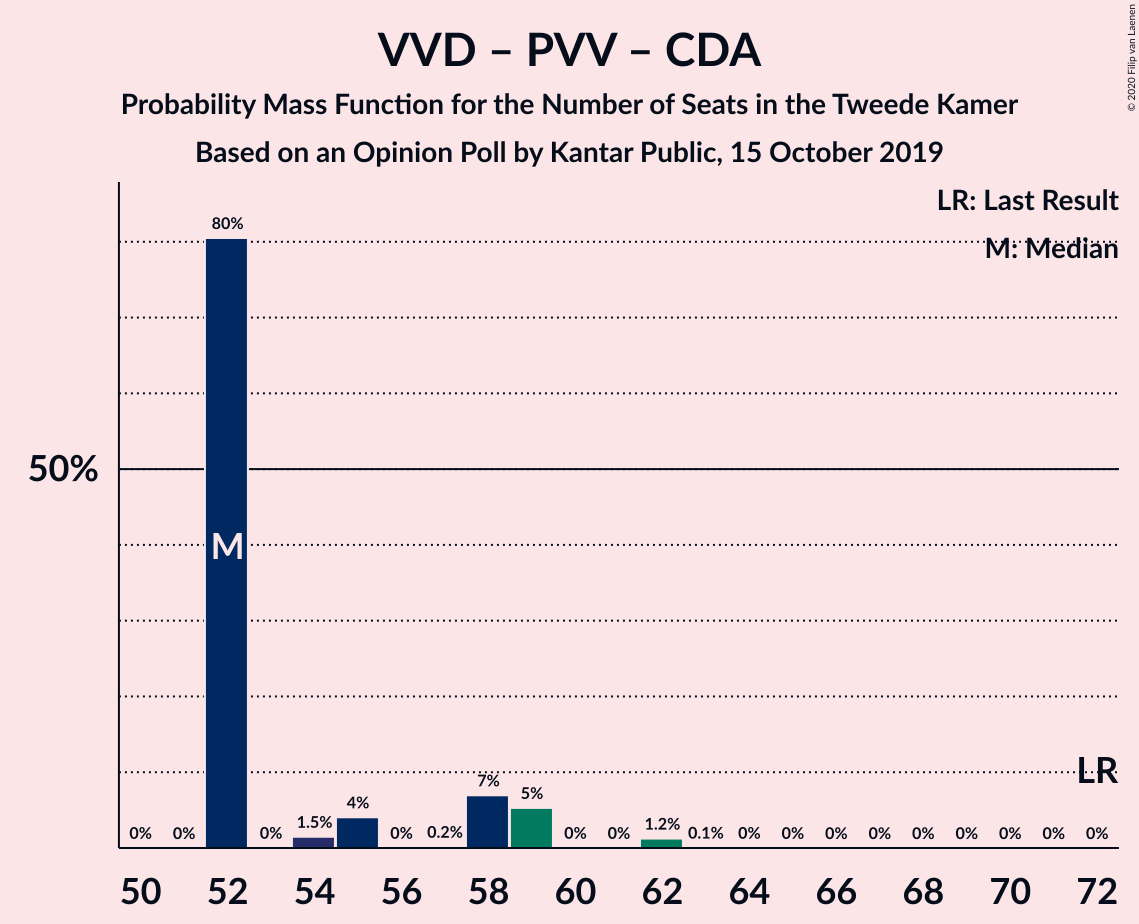 VVD – PVV – CDA
Probability Mass Function for the Number of Seats in the Tweede Kamer
Based on an Opinion Poll by Kantar Public, 15 October 2019
© 2020 Filip van Laenen
LR: Last Result
M: Median
80%
50%
M
LR
0% 0% 0% 1.5% 4% 0% 0.2% 7% 5% 0% 0% 1.2% 0.1% 0% 0% 0% 0% 0% 0% 0% 0% 0%
50 52 54 56 58 60 62 64 66 68 70 72